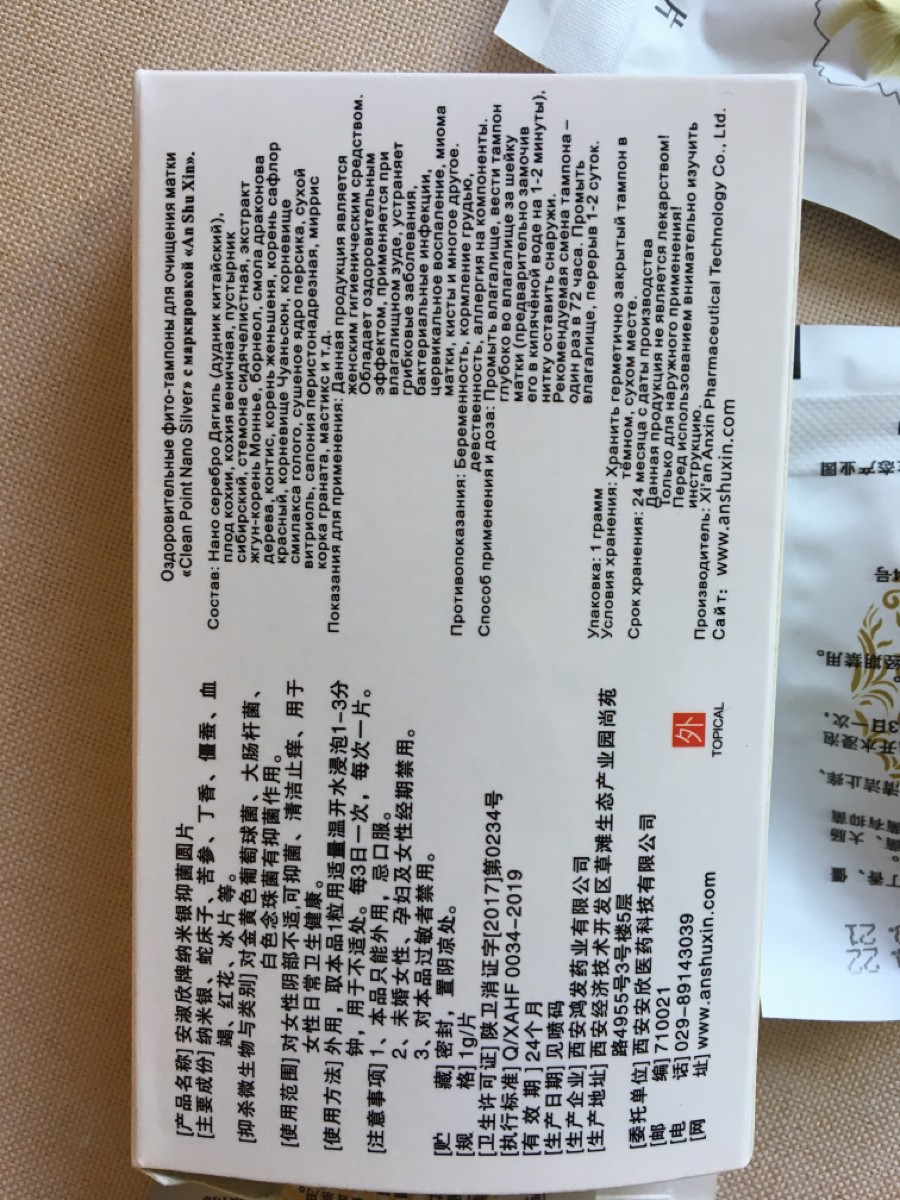 [产品名称] 安淑欣牌纳米银抑菌圆片
[主要成份] 纳米银、蛇床子、苦参、丁香、僵蚕、血
竭、红花、冰片 等。
[抑杀微生物与类别] 对金黄色葡萄球菌、大肠杆菌、
白色念珠菌有抑菌作用。
[使用范围] 对女性阴部不适,可抑菌、清洁止痒、用于
女性日常卫生健康。
[使用方法] 外用，取本品1粒用适量温开水浸泡1-3分
钟，用于不适处。每3日一次，每次一片。
[注意事项] 1、本品只能外用，忌口服。
2、未婚女性、孕妇及女性经期禁用。
3、对本品过敏者禁用。
[贮 藏] 密封，置阴凉处。
[规 格] 1g/片
[卫生许可证] 陕卫消证字[2017]第0234号
[执行标准] Q/XAHF 0034-2019
[有 效 期 ] 24个月
[生产日期] 见喷码
[生产企业] 西安鸿发药业有限公司
[生产地址] 西安经济技术开发区草滩生态产业园尚苑
路4955号3号楼5层
[委托单位] 西安安欣医药科技有限公司
[邮 编] 710021
[电 话] 029-89143039
[网 址] www.anshuxin.com
外
TOPICAL
Оздоровительные фито-тампоны для очищения матки
«Clean Point Nano Silver» с маркировкой «An Shu Xin».
Состав: Нано серебро Дягиль (дудник китайский),
плод кохии, кохия веничная, пустырник
сибирский, стемона сидячелистная, экстракт
жгун-корень Моннье, борнеол, смола драконова
дерева, контис, корень женьшеня, корень сафлор
красный, корневище Чуаньсюн, корневище
смилакса голого, сушеное ядро персика, сухой
витриоль, сапония перистонадрезная, миррис
корка граната, мастикс и т.д.
Показания для применения: Данная продукция является
женским гигиеническим средством.
Обладает оздоровительным
эффектом, применяется при
влагалищном зуде, устраняет
грибковые заболевания,
бактериальные инфекции,
цервикальное воспаление, миома
матки, кисты и многое другое.
Противопоказания: Беременность, кормление грудью,
девственность, аллергия на компоненты.
Способ применения и доза: Промыть влагалище, вести тампон
глубоко во влагалище за шейку
матки (предварительно замочив
его в кипячёной воде на 1-2 минуты),
нитку оставить снаружи.
Рекомендуемая смена тампона –
один раз в 72 часа. Промыть
влагалище, перерыв 1-2 суток.
Упаковка: 1 грамм
Условия хранения: Хранить герметично закрытый тампон в
тёмном, сухом месте.
Срок хранения: 24 месяца с даты производства
Данная продукция не является лекарством!
Только для наружного применения!
Перед использованием внимательно изучить
инструкцию.
Производитель: Xi'an Anxin Pharmaceutical Technology Co., Ltd.
Сайт: www.anshuxin.com